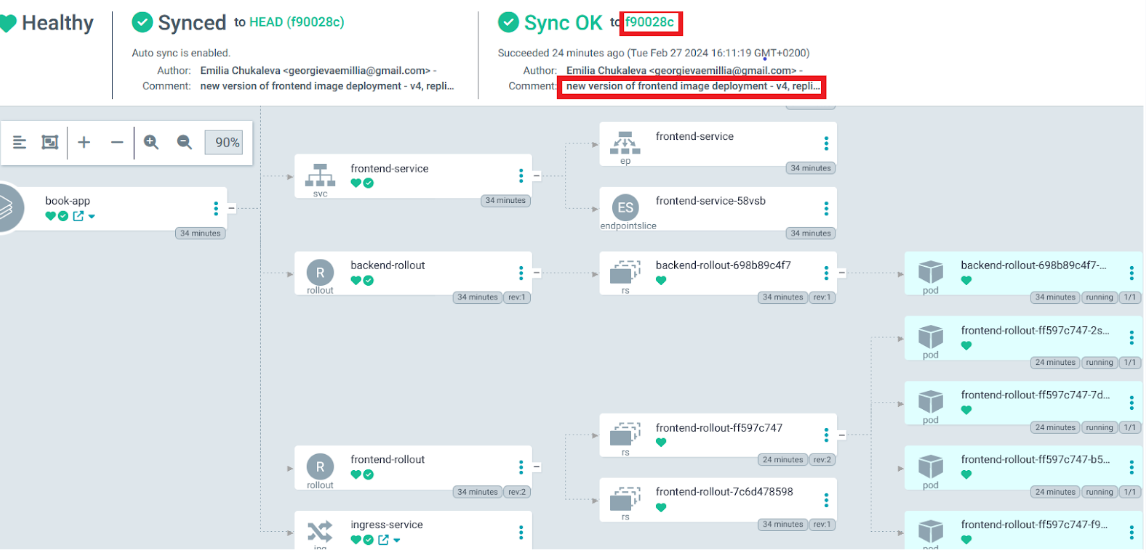 Healthy
Synced to HEAD (f90028c)
Auto sync is enabled.
Author: Emilia Chukaleva <georgievaemillia@gmail.com> -
Comment: new version of frontend image deployment - v4, repli...
Sync OK to f90028c
Succeeded 24 minutes ago (Tue Feb 27 2024 16:11:19 GMT+0200)
Author: Emilia Chukaleva <georgievaemillia@gmail.com> -
Comment: new version of frontend image deployment - v4, repli...
90%
book-app
34 minutes
frontend-service
svc
34 minutes
frontend-service
ep
34 minutes
ES
frontend-service-58vsb
endpointslice
34 minutes
R
backend-rollout
rollout
34 minutes rev:1
backend-rollout-698b89c4f7
rs
34 minutes rev:1
backend-rollout-698b89c4f7-...
pod
34 minutes running 1/1
frontend-rollout-ff597c747-2s...
pod
24 minutes running 1/1
frontend-rollout-ff597c747-7d...
pod
24 minutes running 1/1
R
frontend-rollout
rollout
34 minutes rev:2
frontend-rollout-ff597c747
rs
24 minutes rev:2
frontend-rollout-ff597c747-b5...
pod
24 minutes running 1/1
frontend-rollout-7c6d478598
rs
34 minutes rev:1
ingress-service
ing
frontend-rollout-ff597c747-f9...
pod